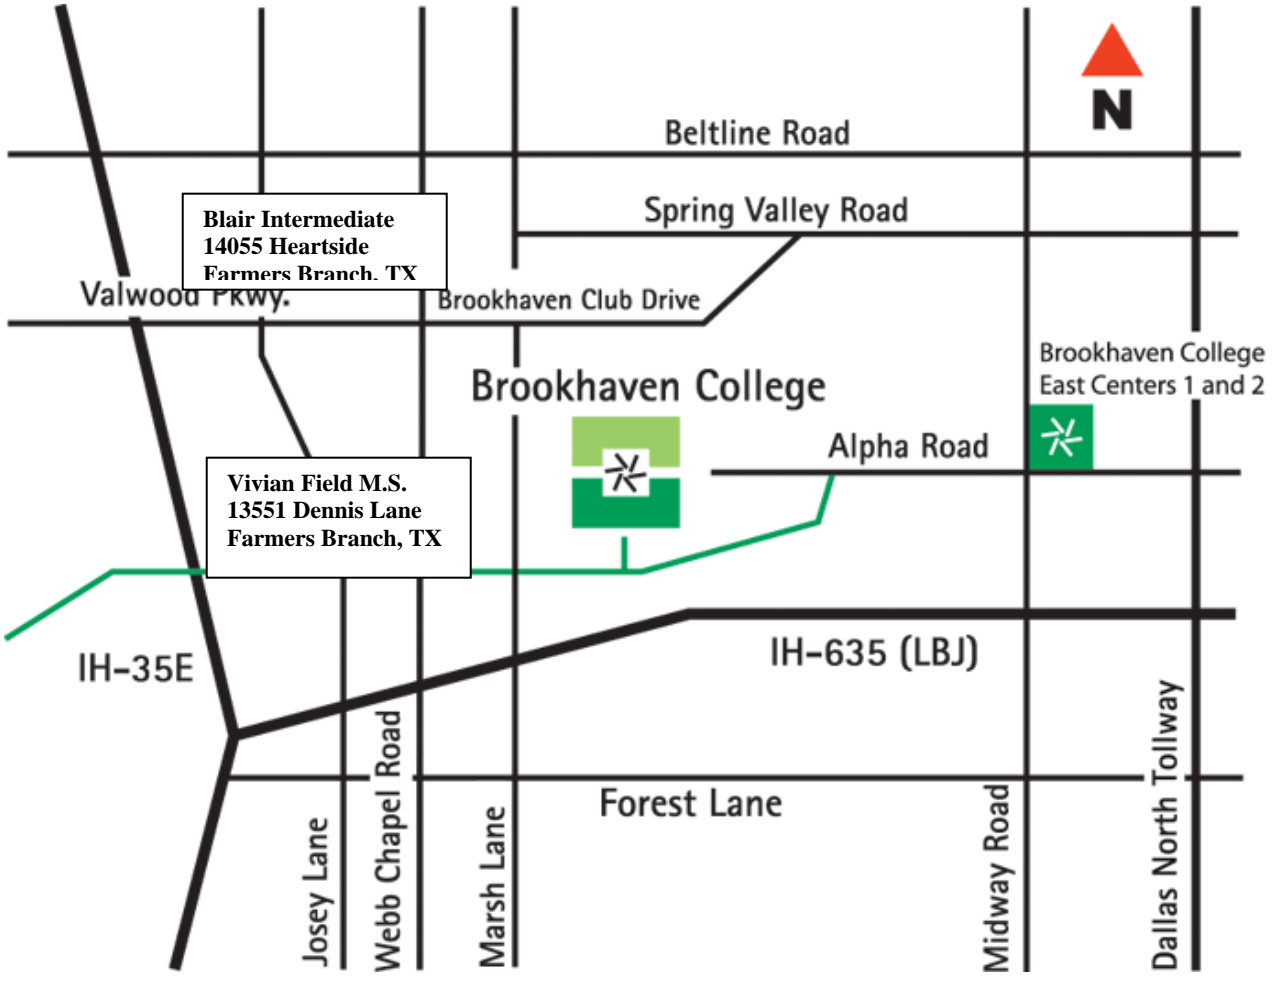 N
Beltline Road
Spring Valley Road
Blair Intermediate
14055 Heartside
Farmers Branch, TX
Valwood Pkwy.
Brookhaven Club Drive
Brookhaven College
East Centers 1 and 2
Brookhaven College
Alpha Road
Vivian Field M.S.
13551 Dennis Lane
Farmers Branch, TX
IH-35E
IH-635 (LBJ)
Forest Lane
Josey Lane
Webb Chapel Road
Marsh Lane
Midway Road
Dallas North Tollway